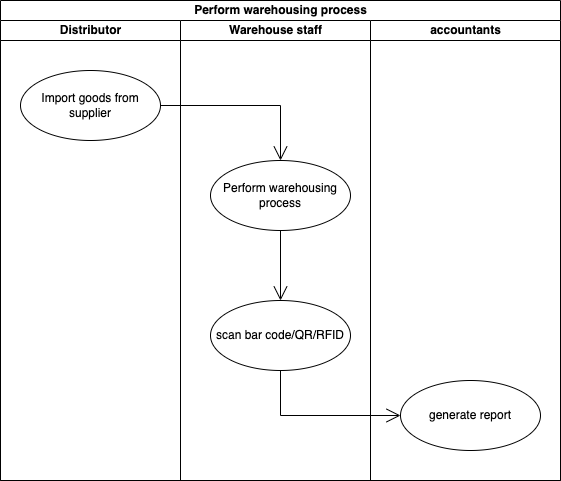 Perform warehousing process
Distributor
Warehouse staff
accountants
Import goods from
supplier
Perform warehousing
process
scan bar code/QR/RFID
generate report